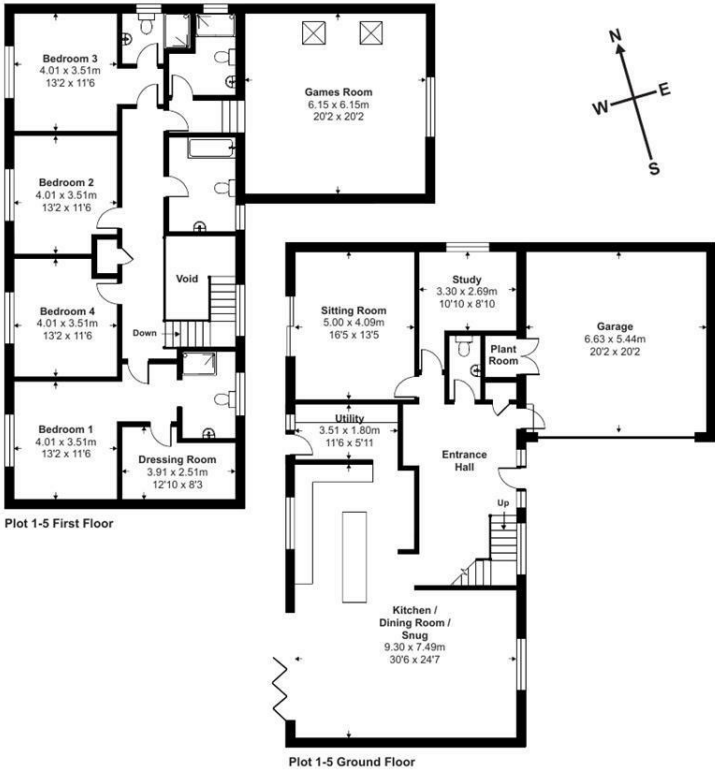 Bedroom 3
4.01 x 3.51m
13'2 x 11'6
Games Room
6.15 x 6.15m
20'2 x 20'2
N
W
E
S
Bedroom 2
4.01 x 3.51m
13'2 x 11'6
Void
Bedroom 4
4.01 x 3.51m
13'2 x 11'6
Down
Bedroom 1
4.01 x 3.51m
13'2 x 11'6
Dressing Room
3.91 x 2.51m
12'10 x 8'3
Plot 1-5 First Floor
Sitting Room
5.00 x 4.09m
16'5 x 13'5
Study
3.30 x 2.69m
10'10 x 8'10
Garage
6.63 x 5.44m
20'2 x 20'2
Plant
Room
Utility
3.51 x 1.80m
11'6 x 5'11
Entrance
Hall
Up
Kitchen /
Dining Room /
Snug
9.30 x 7.49m
30'6 x 24'7
Plot 1-5 Ground Floor